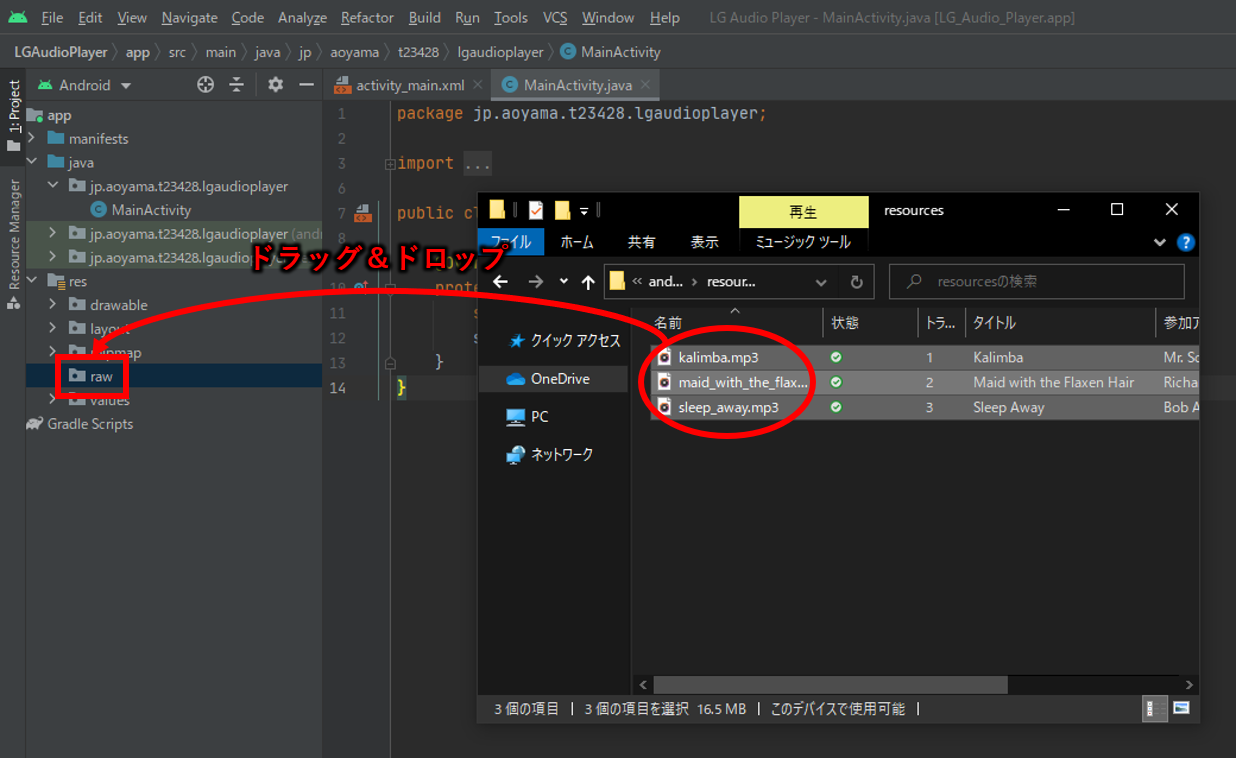 File Edit View Navigate Code Analyze Refactor Build Run Tools VCS Window Help LG Audio Player - MainActivity.java [LG_Audio_Player.app]
LGAudioPlayer app src main java jp aoyama t23428 lgaudioplayer MainActivity
1: Project
Resource Manager
Android
activity_main.xml
MainActivity.java
app
manifests
java
jp.aoyama.t23428.lgaudioplayer
MainActivity
jp.aoyama.t23428.lgaudioplayer (andr
jp.aoyama.t23428.lgaudio
res
drawable
layout
mipmap
raw
values
Gradle Scripts
1 package jp.aoyama.t23428.lgaudioplayer;
2
3 import ...
6
7 public cl
8
10 prote
11 s
12 s
13 }
14 }
ドラッグ＆ドロップ
再生
resources
ファイル ホーム 共有 表示 ミュージック ツール
« and... › resour...
resourcesの検索
クイック アクセス
OneDrive
PC
ネットワーク
名前 状態 トラ... タイトル 参加ア
kalimba.mp3 1 Kalimba Mr. Sc
maid_with_the_flax... 2 Maid with the Flaxen Hair Richa
sleep_away.mp3 3 Sleep Away Bob A
3 個の項目 3 個の項目を選択 16.5 MB このデバイスで使用可能